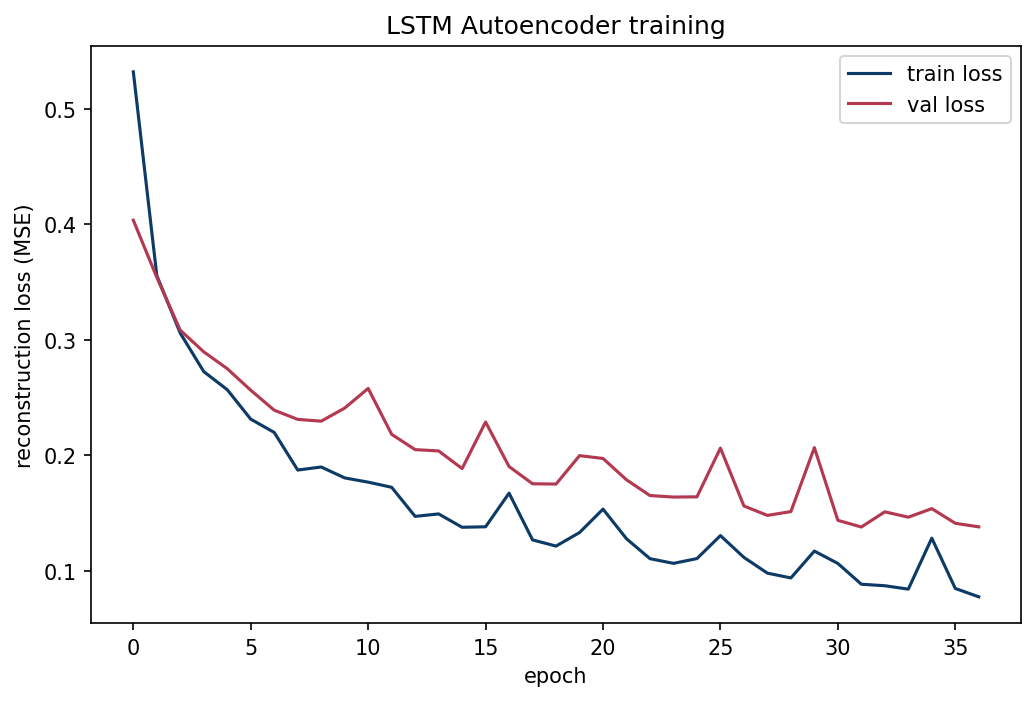 LSTM Autoencoder training
train loss
val loss
reconstruction loss (MSE)
0.5
0.4
0.3
0.2
0.1
0 5 10 15 20 25 30 35
epoch